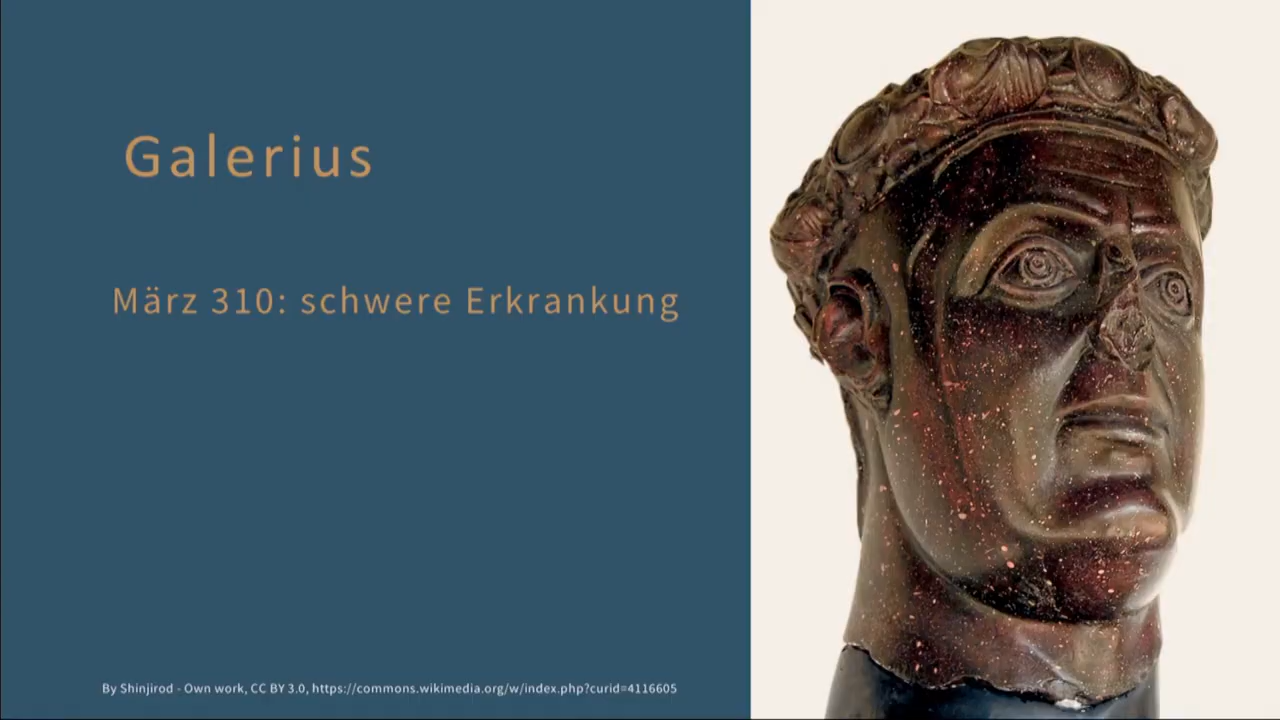 Galerius
März 310: schwere Erkrankung
By Shinjirod - Own work, CC BY 3.0, https://commons.wikimedia.org/w/index.php?curid=4116605